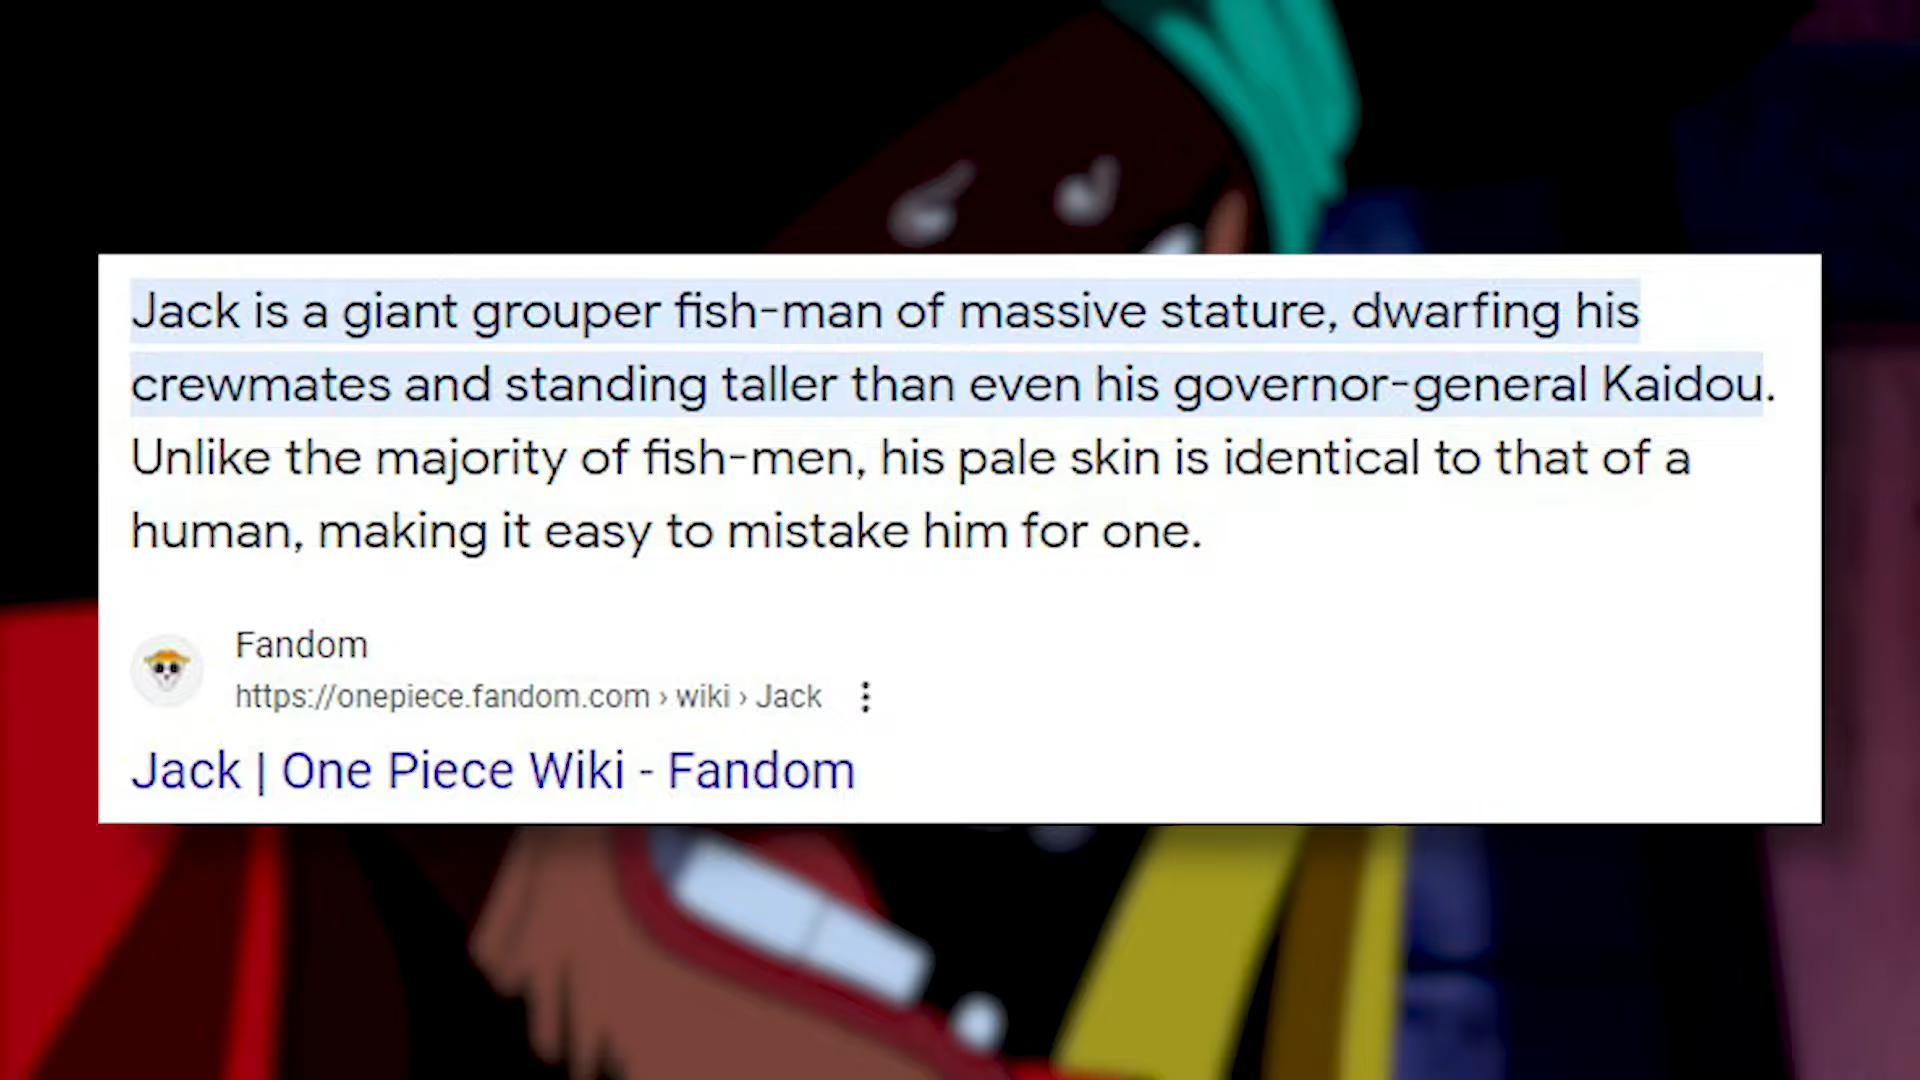 Jack is a giant grouper fish-man of massive stature, dwarfing his
crewmates and standing taller than even his governor-general Kaidou.
Unlike the majority of fish-men, his pale skin is identical to that of a
human, making it easy to mistake him for one.
Fandom
https://onepiece.fandom.com › wiki › Jack
Jack | One Piece Wiki - Fandom